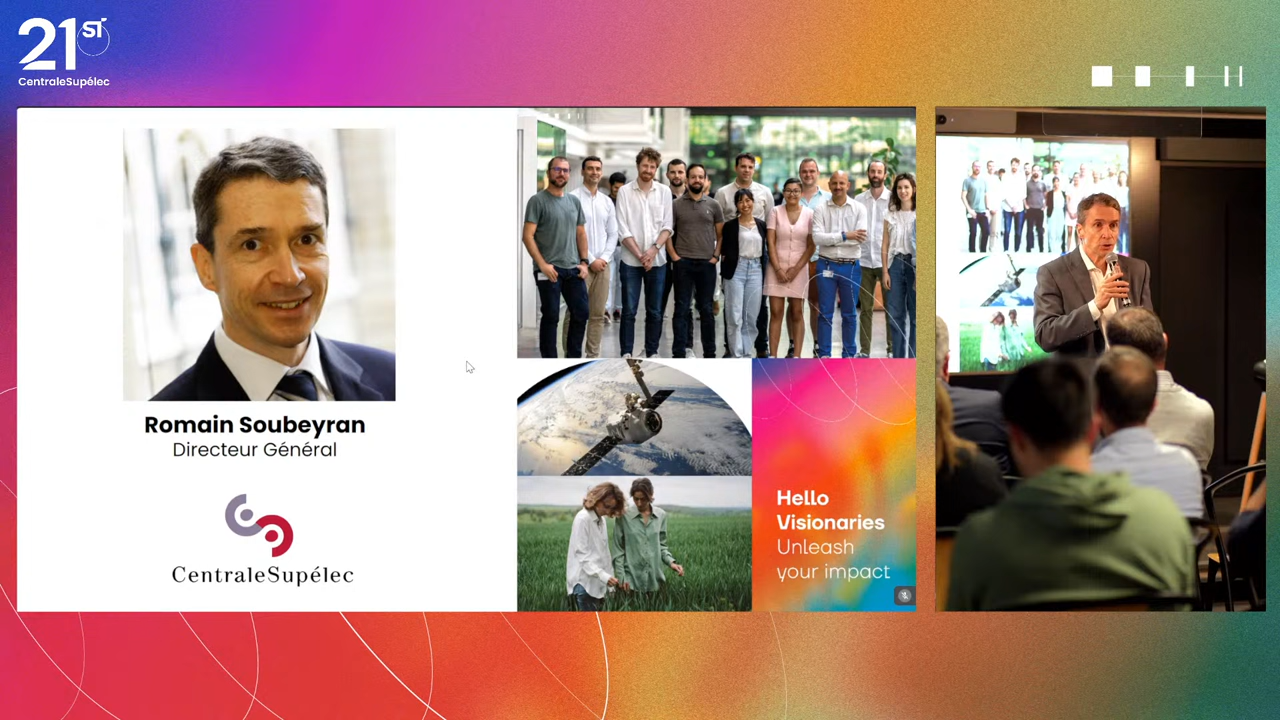 21ST
CentraleSupélec
Romain Soubeyran
Directeur Général
CentraleSupélec
Hello
Visionaries
Unleash
your impact